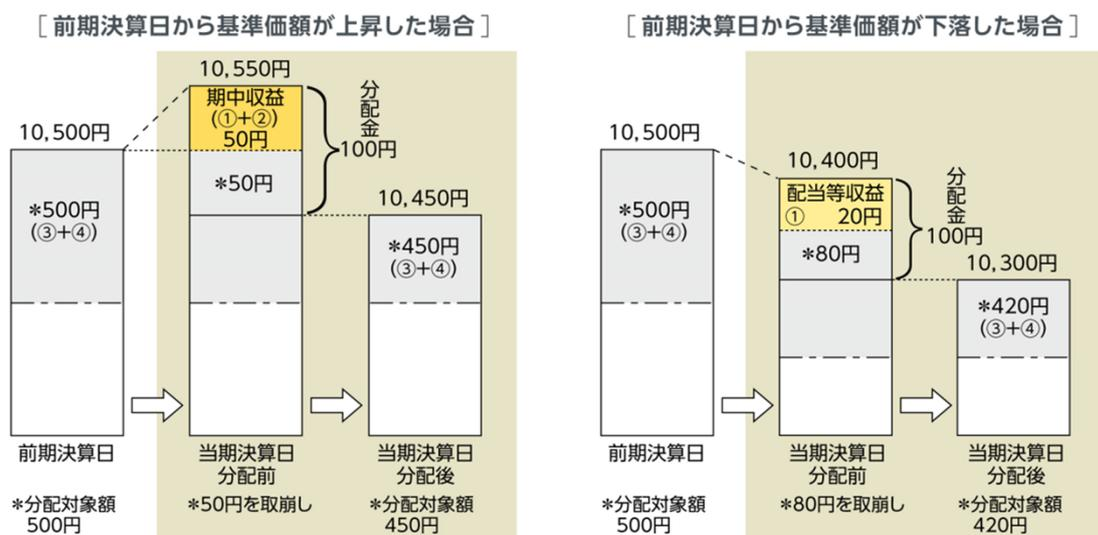 ［前期決算日から基準価額が上昇した場合］
10,550円
期中収益
(①+②)
50円
分配金
100円
10,500円
*500円
(③+④)
*50円
10,450円
*450円
(③+④)
前期決算日
当期決算日
分配前
当期決算日
分配後
*分配対象額
500円
*50円を取崩し
*分配対象額
450円
［前期決算日から基準価額が下落した場合］
10,500円
*500円
(③+④)
10,400円
配当等収益
① 20円
分配金
100円
*80円
10,300円
*420円
(③+④)
前期決算日
当期決算日
分配前
当期決算日
分配後
*分配対象額
500円
*80円を取崩し
*分配対象額
420円